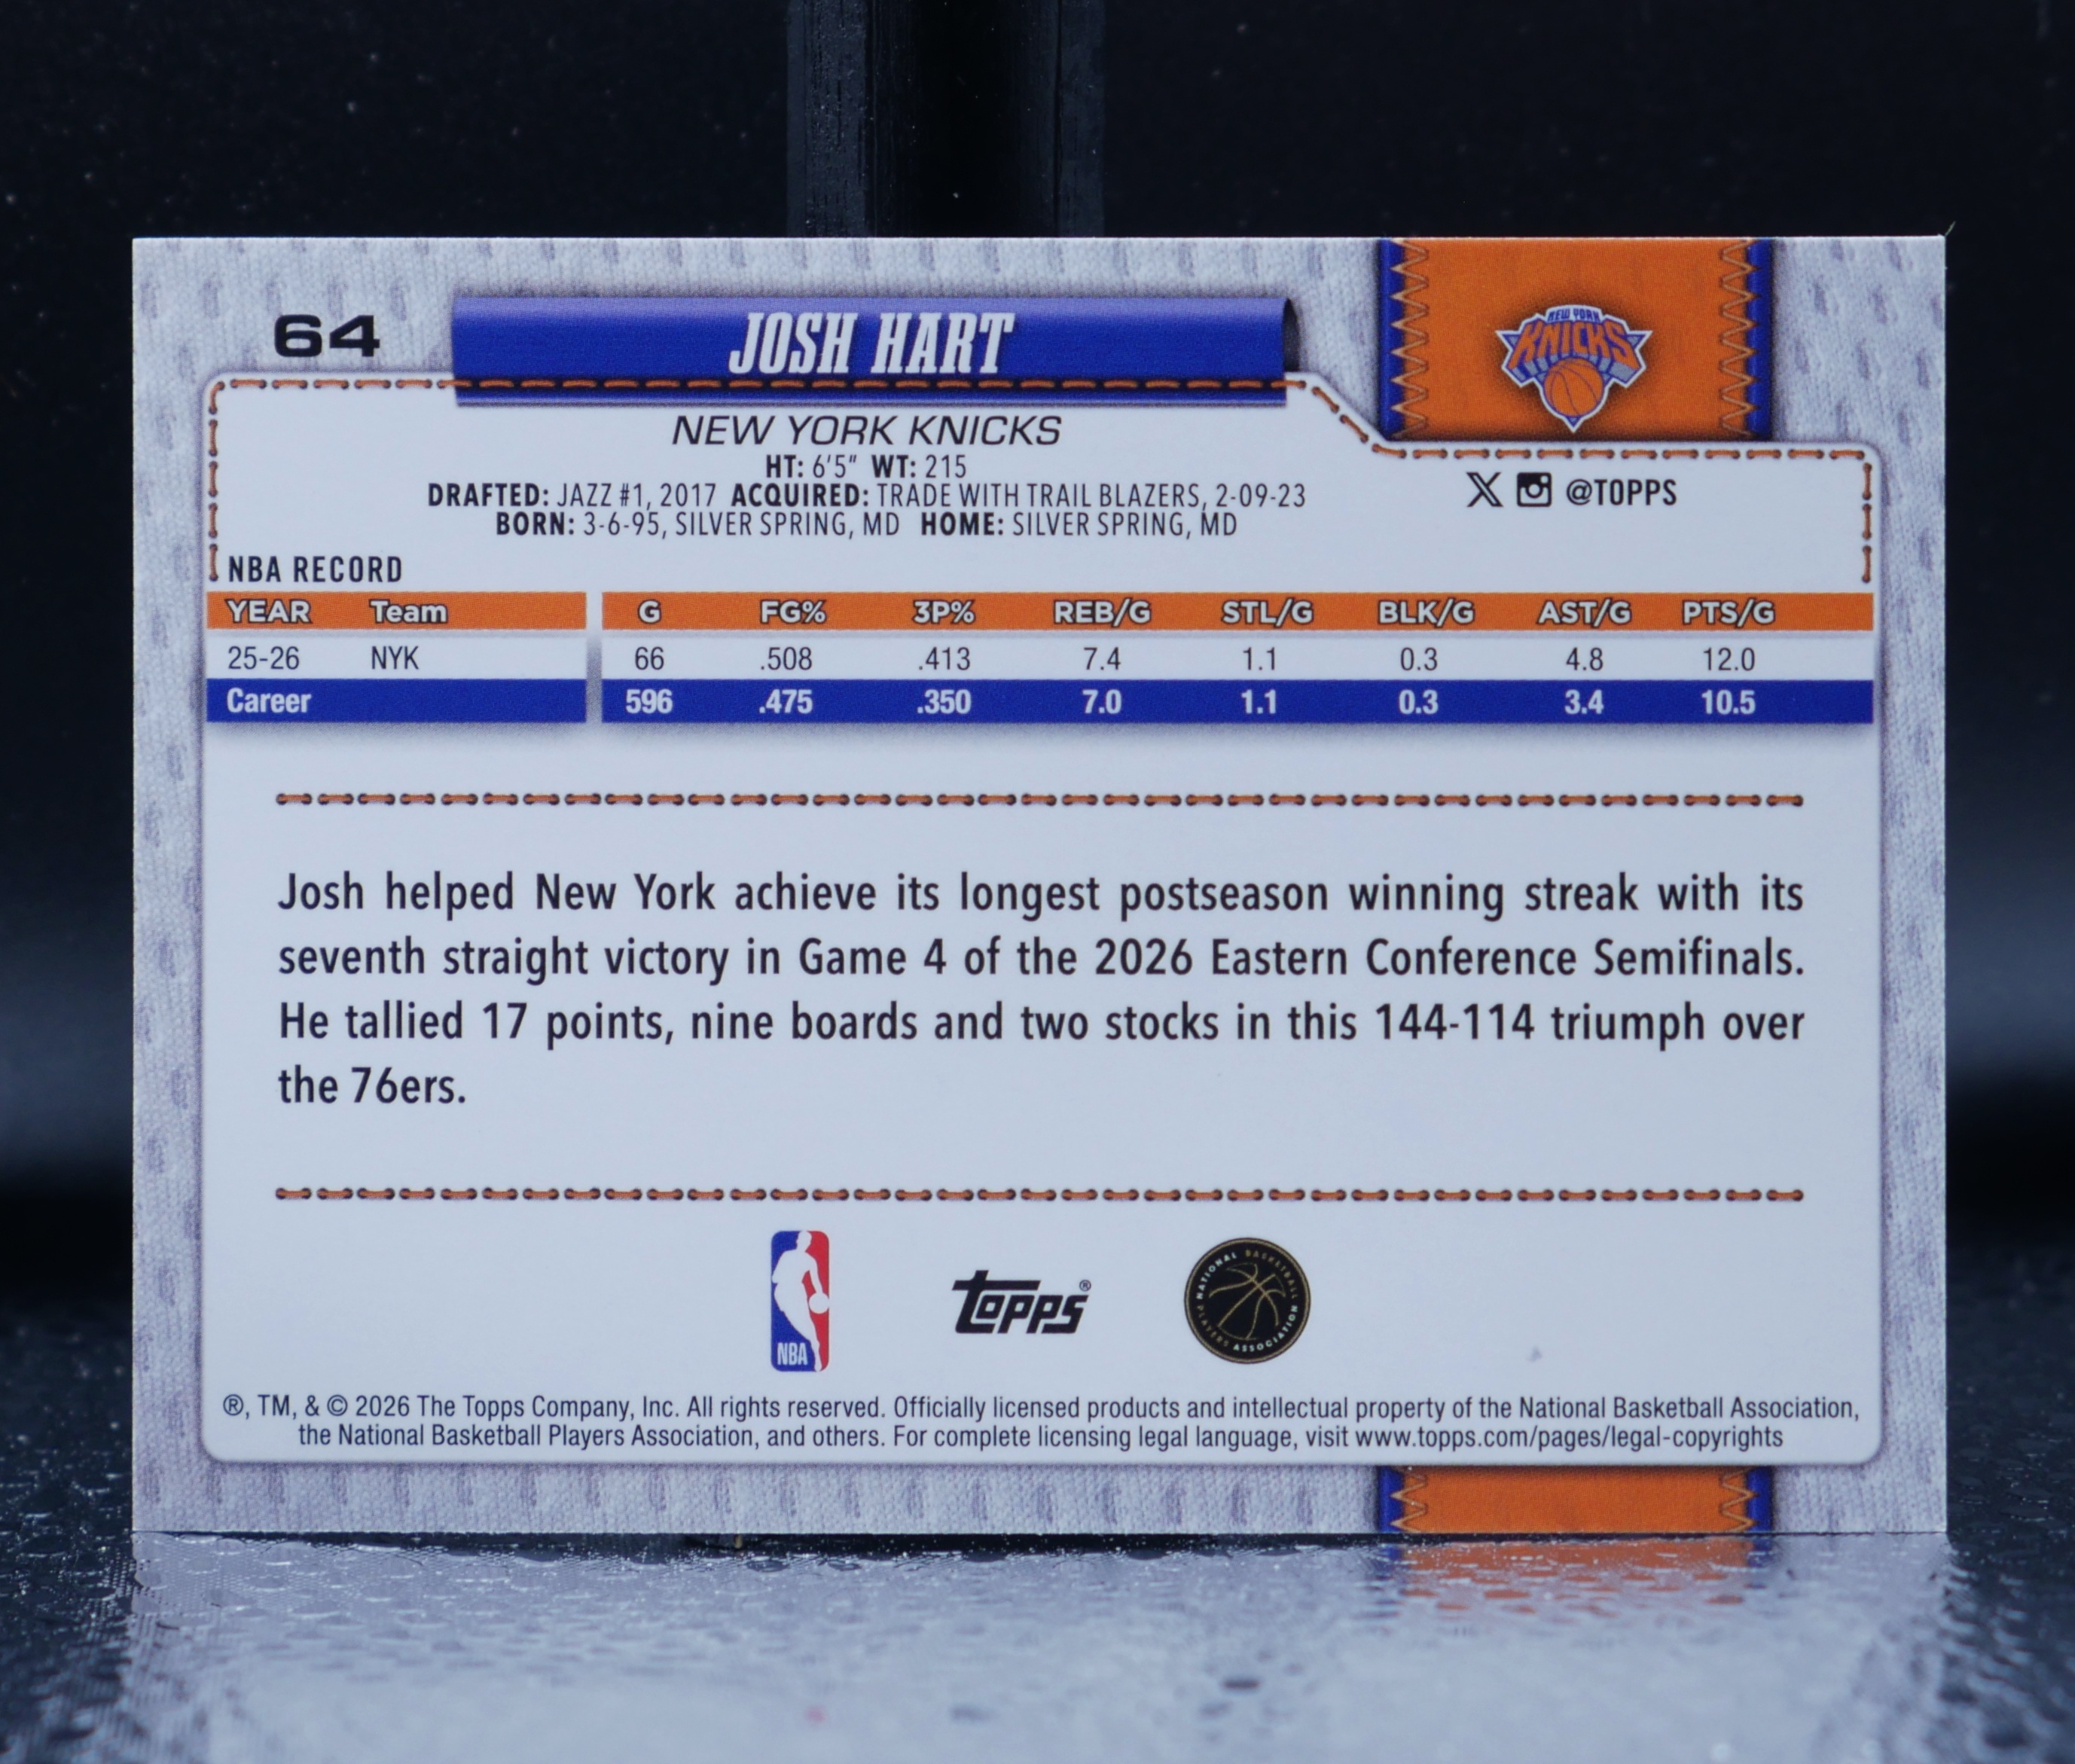 64
JOSH HART
NEW YORK KNICKS
NEW YORK KNICKS
HT: 6'5" WT: 215
DRAFTED: JAZZ #1, 2017 ACQUIRED: TRADE WITH TRAIL BLAZERS, 2-09-23
BORN: 3-6-95, SILVER SPRING, MD HOME: SILVER SPRING, MD
@TOPPS
NBA RECORD
YEAR Team G FG% 3P% REB/G STL/G BLK/G AST/G PTS/G
25-26 NYK 66 .508 .413 7.4 1.1 0.3 4.8 12.0
Career 596 .475 .350 7.0 1.1 0.3 3.4 10.5
Josh helped New York achieve its longest postseason winning streak with its
seventh straight victory in Game 4 of the 2026 Eastern Conference Semifinals.
He tallied 17 points, nine boards and two stocks in this 144-114 triumph over
the 76ers.
NBA
Topps®
NATIONAL BASKETBALL PLAYERS ASSOCIATION
®, TM, & © 2026 The Topps Company, Inc. All rights reserved. Officially licensed products and intellectual property of the National Basketball Association,
the National Basketball Players Association, and others. For complete licensing legal language, visit www.topps.com/pages/legal-copyrights